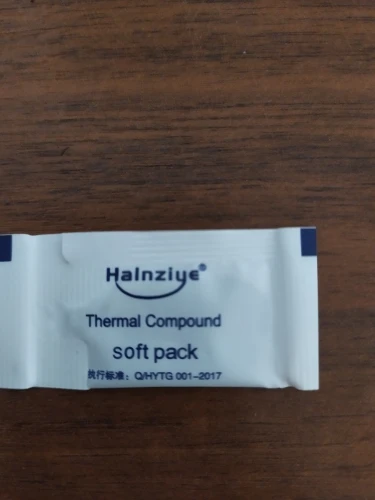 Halnziye®
Thermal Compound
soft pack
执行标准: Q/HYTG 001-2017